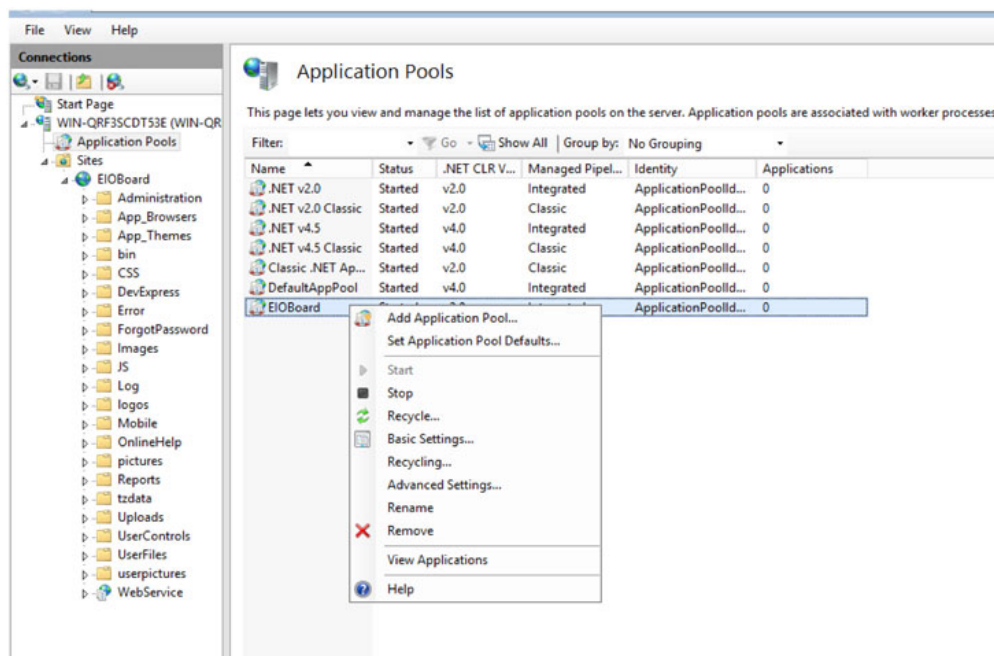 File View Help
Connections
Start Page
WIN-QRF3SCDT53E (WIN-QR
Application Pools
Sites
EIOBoard
Administration
App_Browsers
App_Themes
bin
CSS
DevExpress
Error
ForgotPassword
Images
JS
Log
logos
Mobile
OnlineHelp
pictures
Reports
tzdata
Uploads
UserControls
UserFiles
userpictures
WebService
Application Pools
This page lets you view and manage the list of application pools on the server. Application pools are associated with worker processes
Filter: Go Show All Group by: No Grouping
Name Status .NET CLR V... Managed Pipel... Identity Applications
.NET v2.0 Started v2.0 Integrated ApplicationPoolId... 0
.NET v2.0 Classic Started v2.0 Classic ApplicationPoolId... 0
.NET v4.5 Started v4.0 Integrated ApplicationPoolId... 0
.NET v4.5 Classic Started v4.0 Classic ApplicationPoolId... 0
Classic .NET Ap... Started v2.0 Classic ApplicationPoolId... 0
DefaultAppPool Started v4.0 Integrated ApplicationPoolId... 0
EIOBoard ApplicationPoolId... 0
Add Application Pool...
Set Application Pool Defaults...
Start
Stop
Recycle...
Basic Settings...
Recycling...
Advanced Settings...
Rename
Remove
View Applications
Help